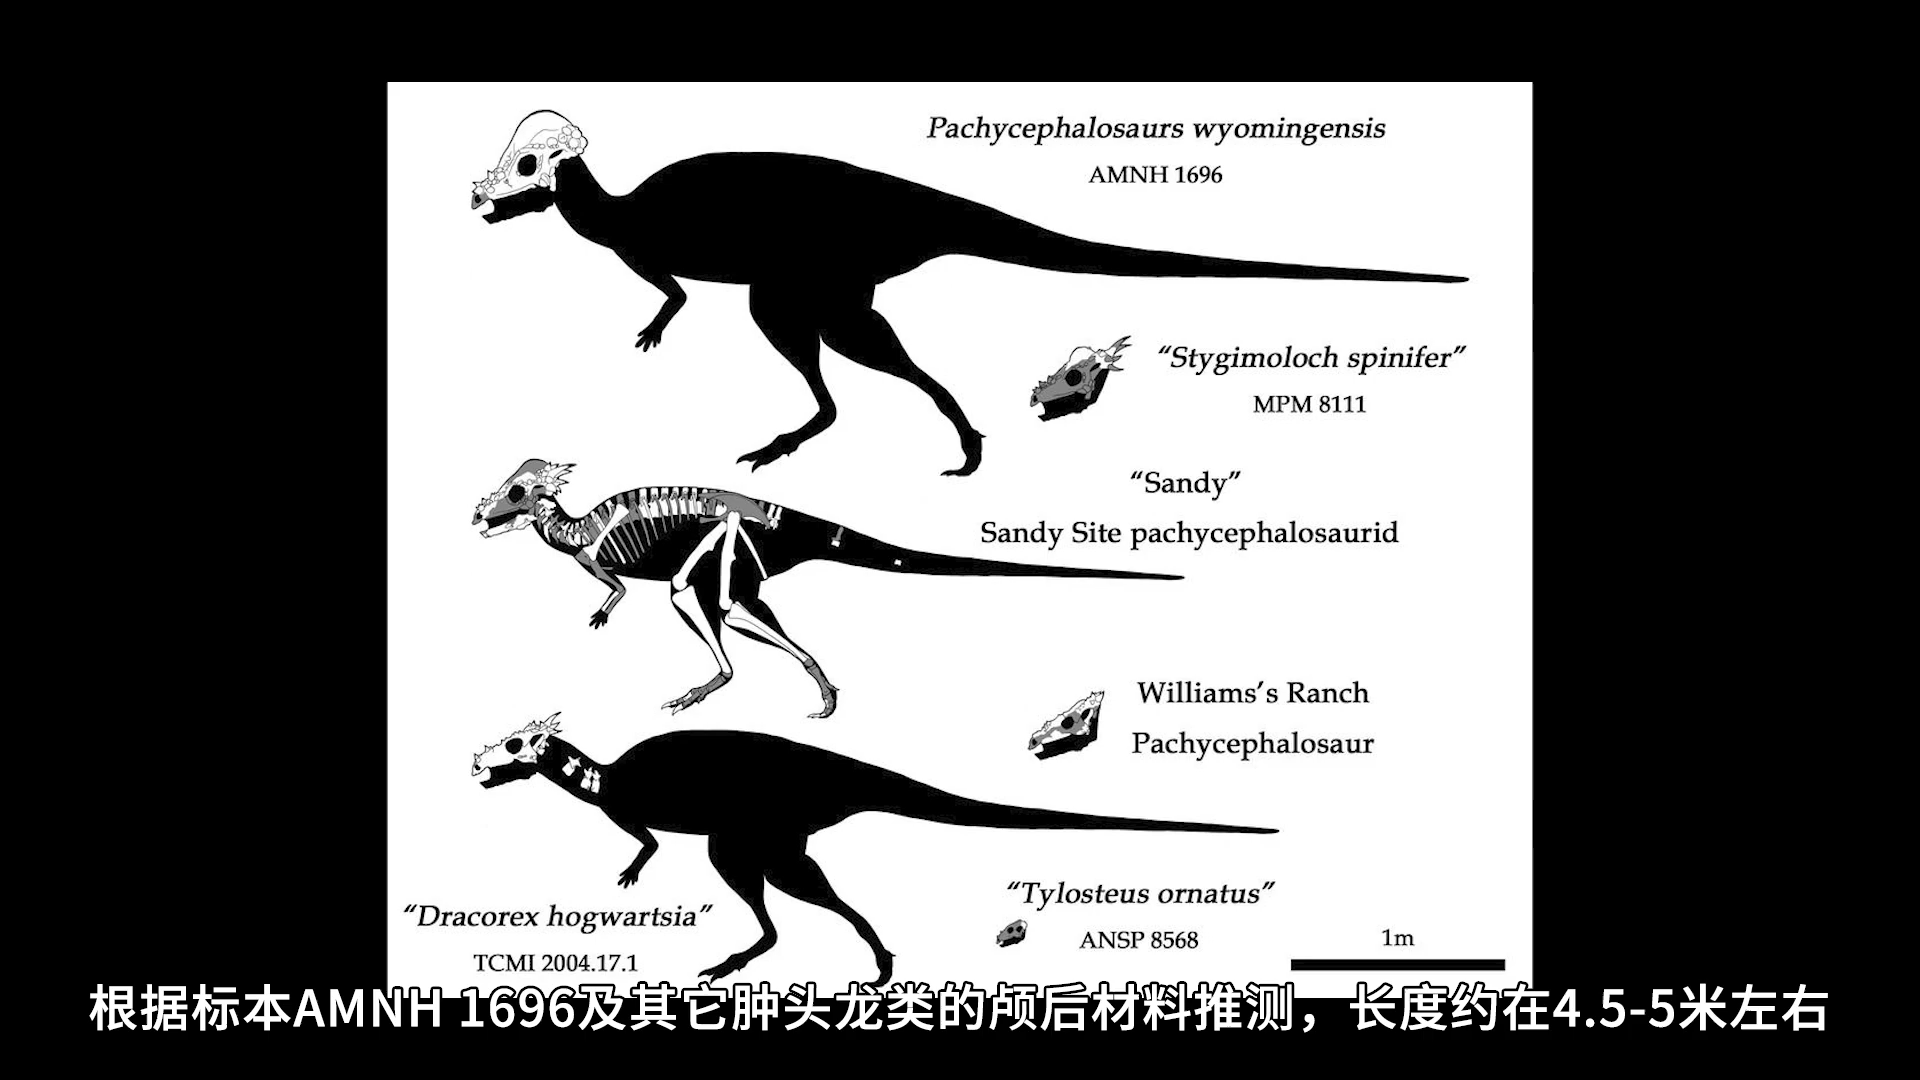 Pachycephalosaurs wyomingensis
AMNH 1696
“Stygimoloch spinifer”
MPM 8111
“Sandy”
Sandy Site pachycephalosaurid
Williams’s Ranch
Pachycephalosaur
“Tylosteus ornatus”
ANSP 8568
“Dracorex hogwartsia”
TCMI 2004.17.1
1m
根据标本AMNH 1696及其它肿头龙类的颅后材料推测，长度约在4.5-5米左右